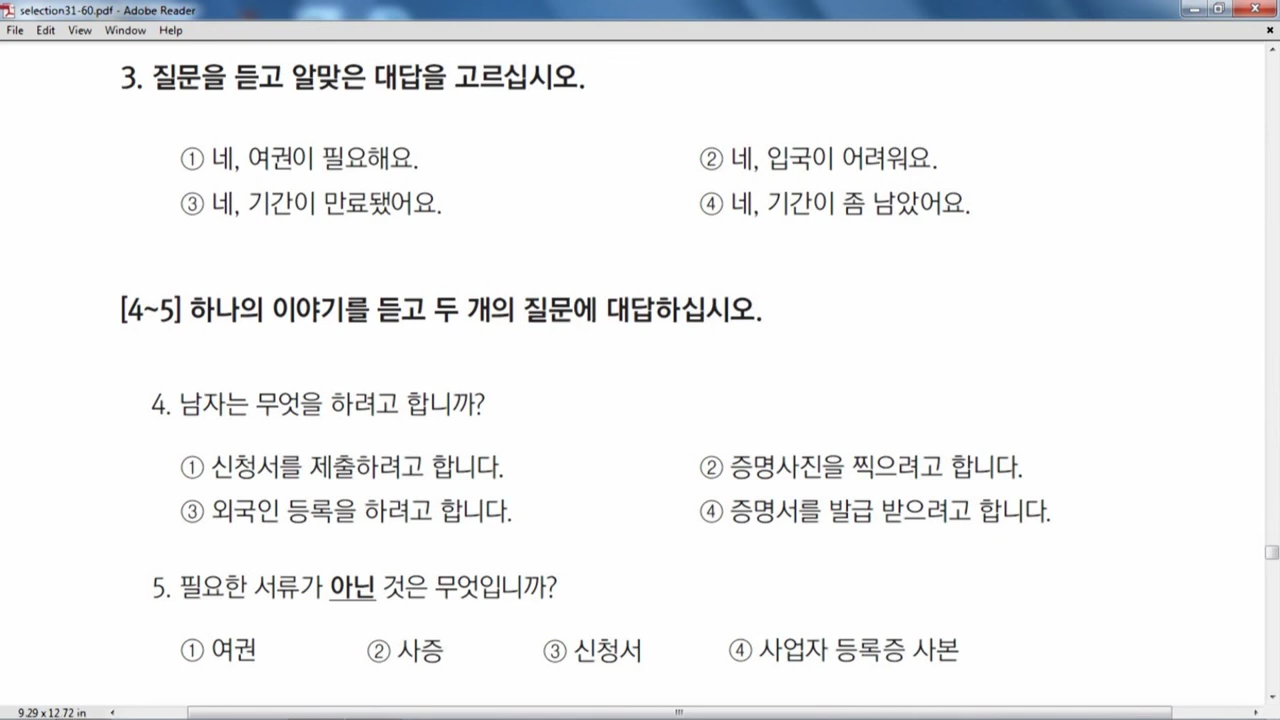 selection31-60.pdf - Adobe Reader
File Edit View Window Help
3. 질문을 듣고 알맞은 대답을 고르십시오.
① 네, 여권이 필요해요. ② 네, 입국이 어려워요.
③ 네, 기간이 만료됐어요. ④ 네, 기간이 좀 남았어요.
[4~5] 하나의 이야기를 듣고 두 개의 질문에 대답하십시오.
4. 남자는 무엇을 하려고 합니까?
① 신청서를 제출하려고 합니다. ② 증명사진을 찍으려고 합니다.
③ 외국인 등록을 하려고 합니다. ④ 증명서를 발급 받으려고 합니다.
5. 필요한 서류가 아닌 것은 무엇입니까?
① 여권 ② 사증 ③ 신청서 ④ 사업자 등록증 사본
9.29 x 12.72 in